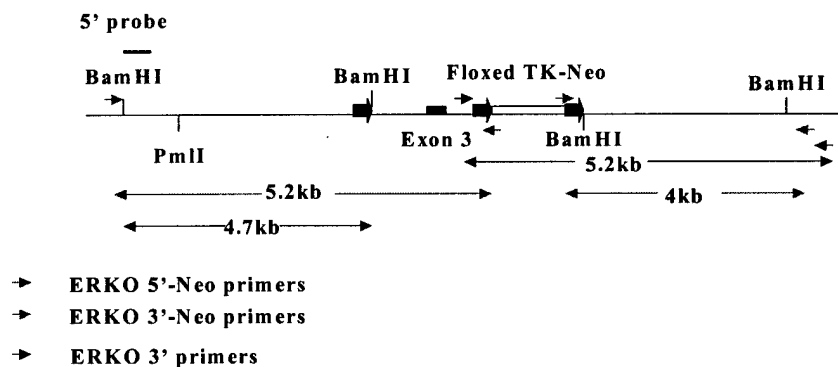 5' probe
BamHI
BamHI
Floxed TK-Neo
BamHI
PmlI
Exon 3
BamHI
5.2kb
5.2kb
4kb
4.7kb
ERKO 5'-Neo primers
ERKO 3'-Neo primers
ERKO 3' primers